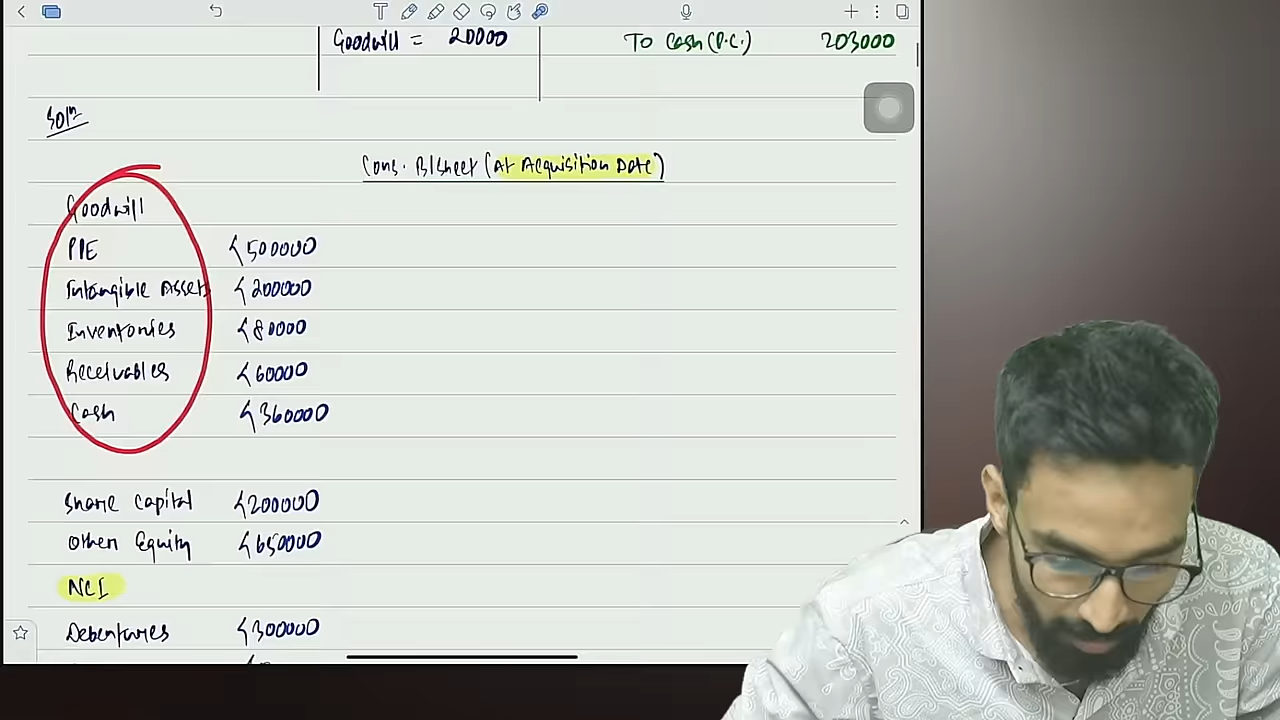 Goodwill = 20000
To Cash (P.C.) 203000
Soln
Cons. B/Sheet (At Acquisition Date)
Goodwill
PPE <500000
Intangible Assets <200000
Inventories <80000
Receivables <60000
Cash <360000
Share Capital <200000
Other Equity <650000
NCI
Debentures <300000